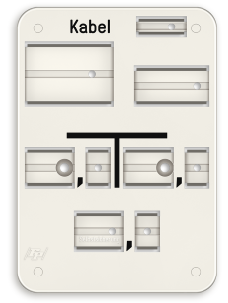 Kabel
, ,
,